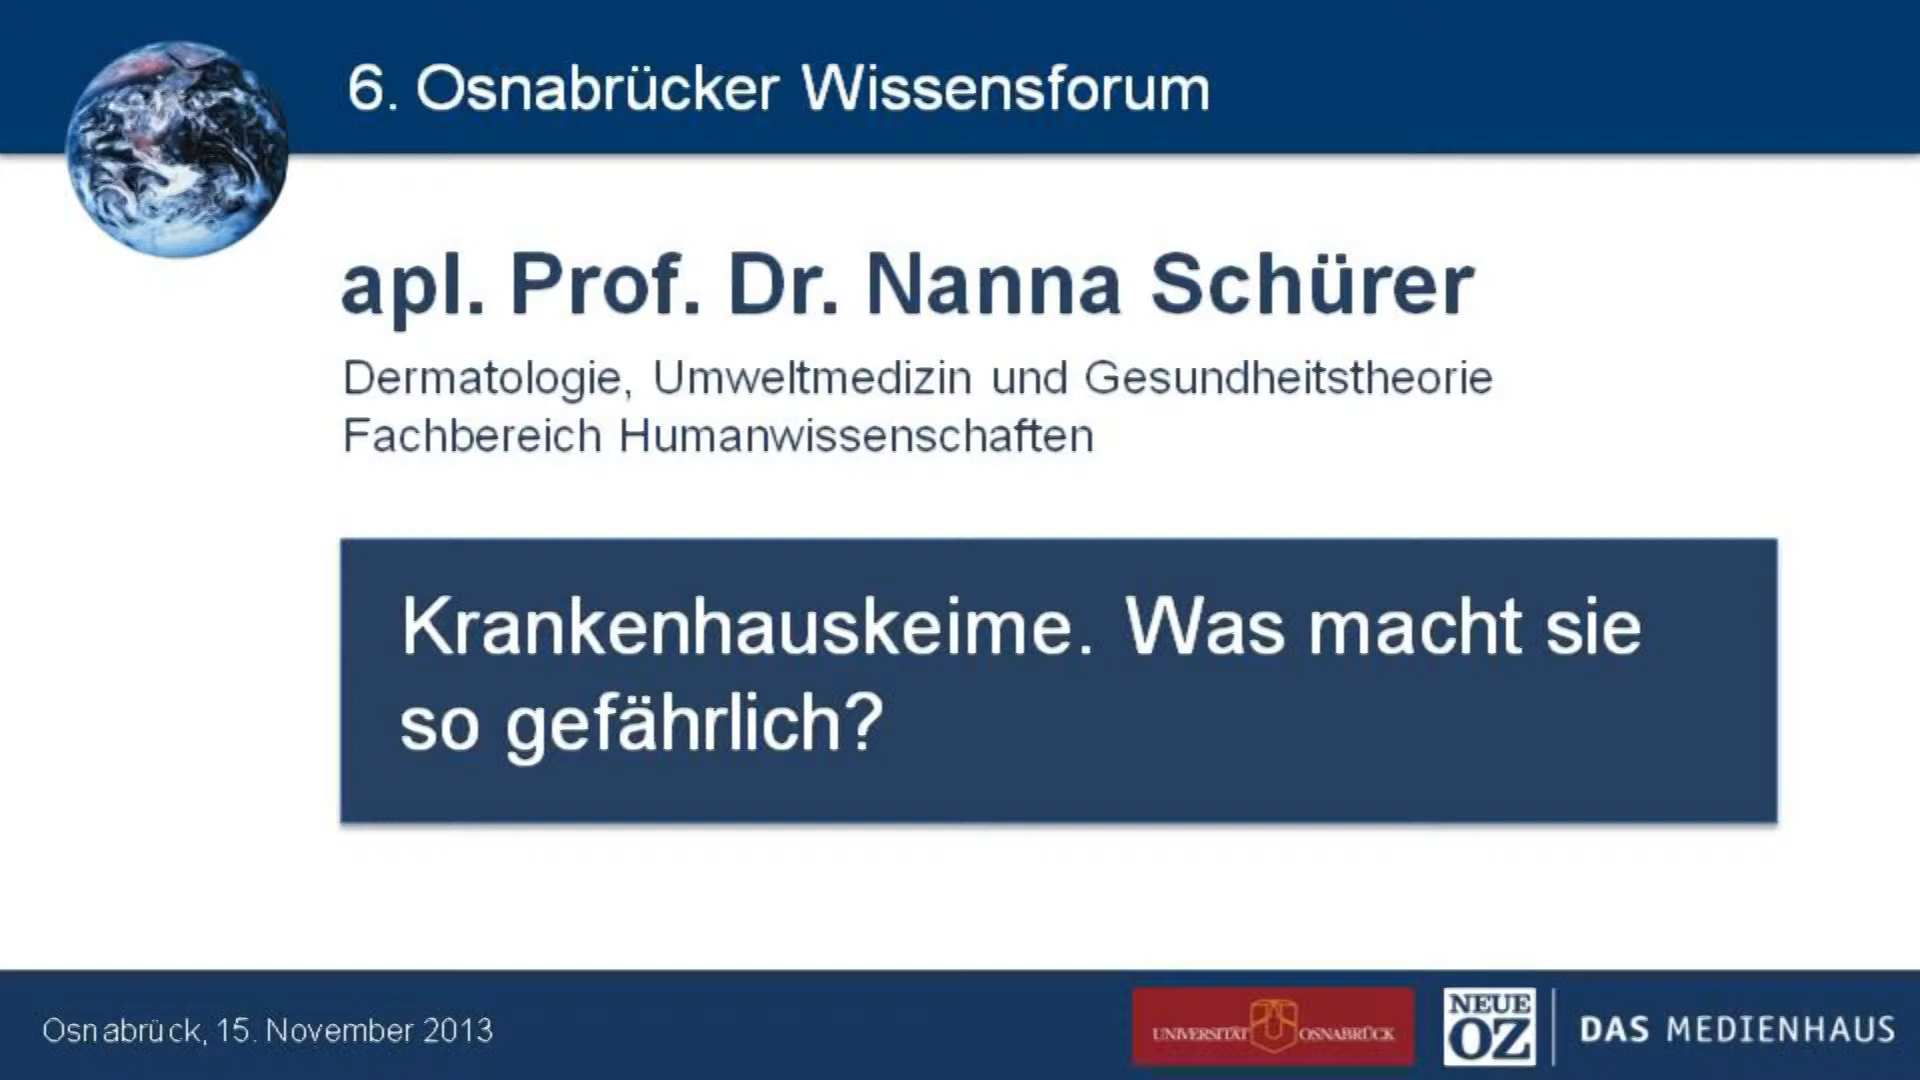 6. Osnabrücker Wissensforum
apl. Prof. Dr. Nanna Schürer
Dermatologie, Umweltmedizin und Gesundheitstheorie
Fachbereich Humanwissenschaften
Krankenhauskeime. Was macht sie
so gefährlich?
Osnabrück, 15. November 2013
UNIVERSITÄT OSNABRÜCK
NEUE
OZ
DAS MEDIENHAUS